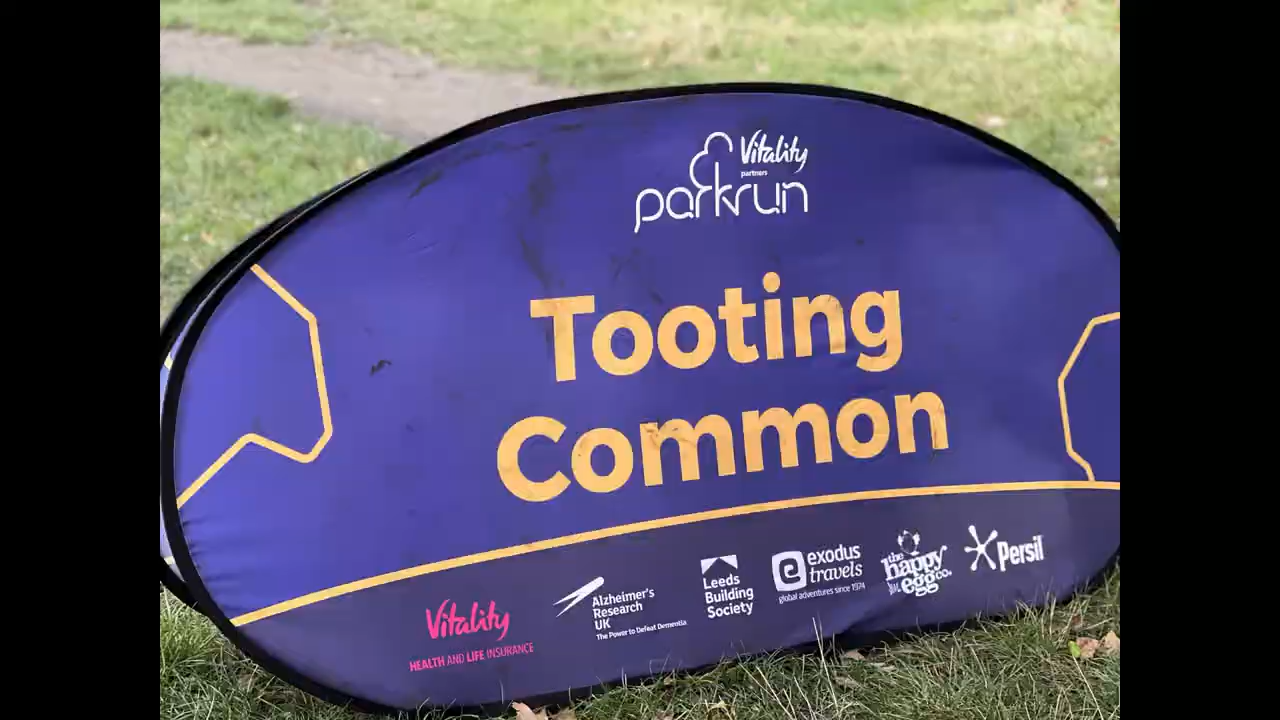 Vitality
partners
parkrun
Tooting
Common
Vitality
HEALTH AND LIFE INSURANCE
Alzheimer's
Research
UK
The Power to Defeat Dementia
Leeds
Building
Society
exodus
travels
global adventures since 1974
the
happy
egg co.
Persil